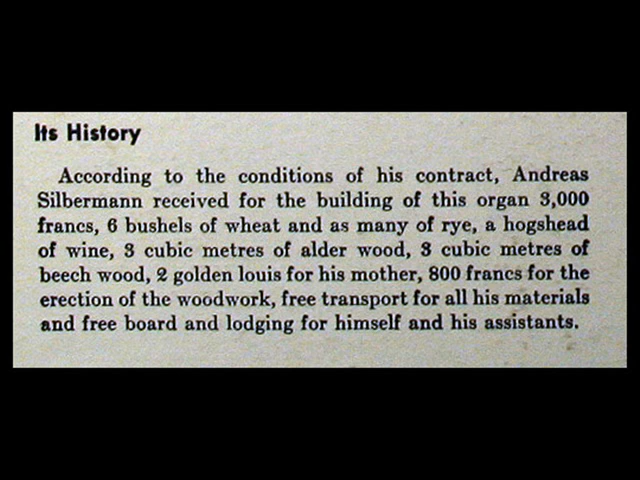 Its History
According to the conditions of his contract, Andreas
Silbermann received for the building of this organ 3,000
francs, 6 bushels of wheat and as many of rye, a hogshead
of wine, 3 cubic metres of alder wood, 3 cubic metres of
beech wood, 2 golden louis for his mother, 800 francs for the
erection of the woodwork, free transport for all his materials
and free board and lodging for himself and his assistants.